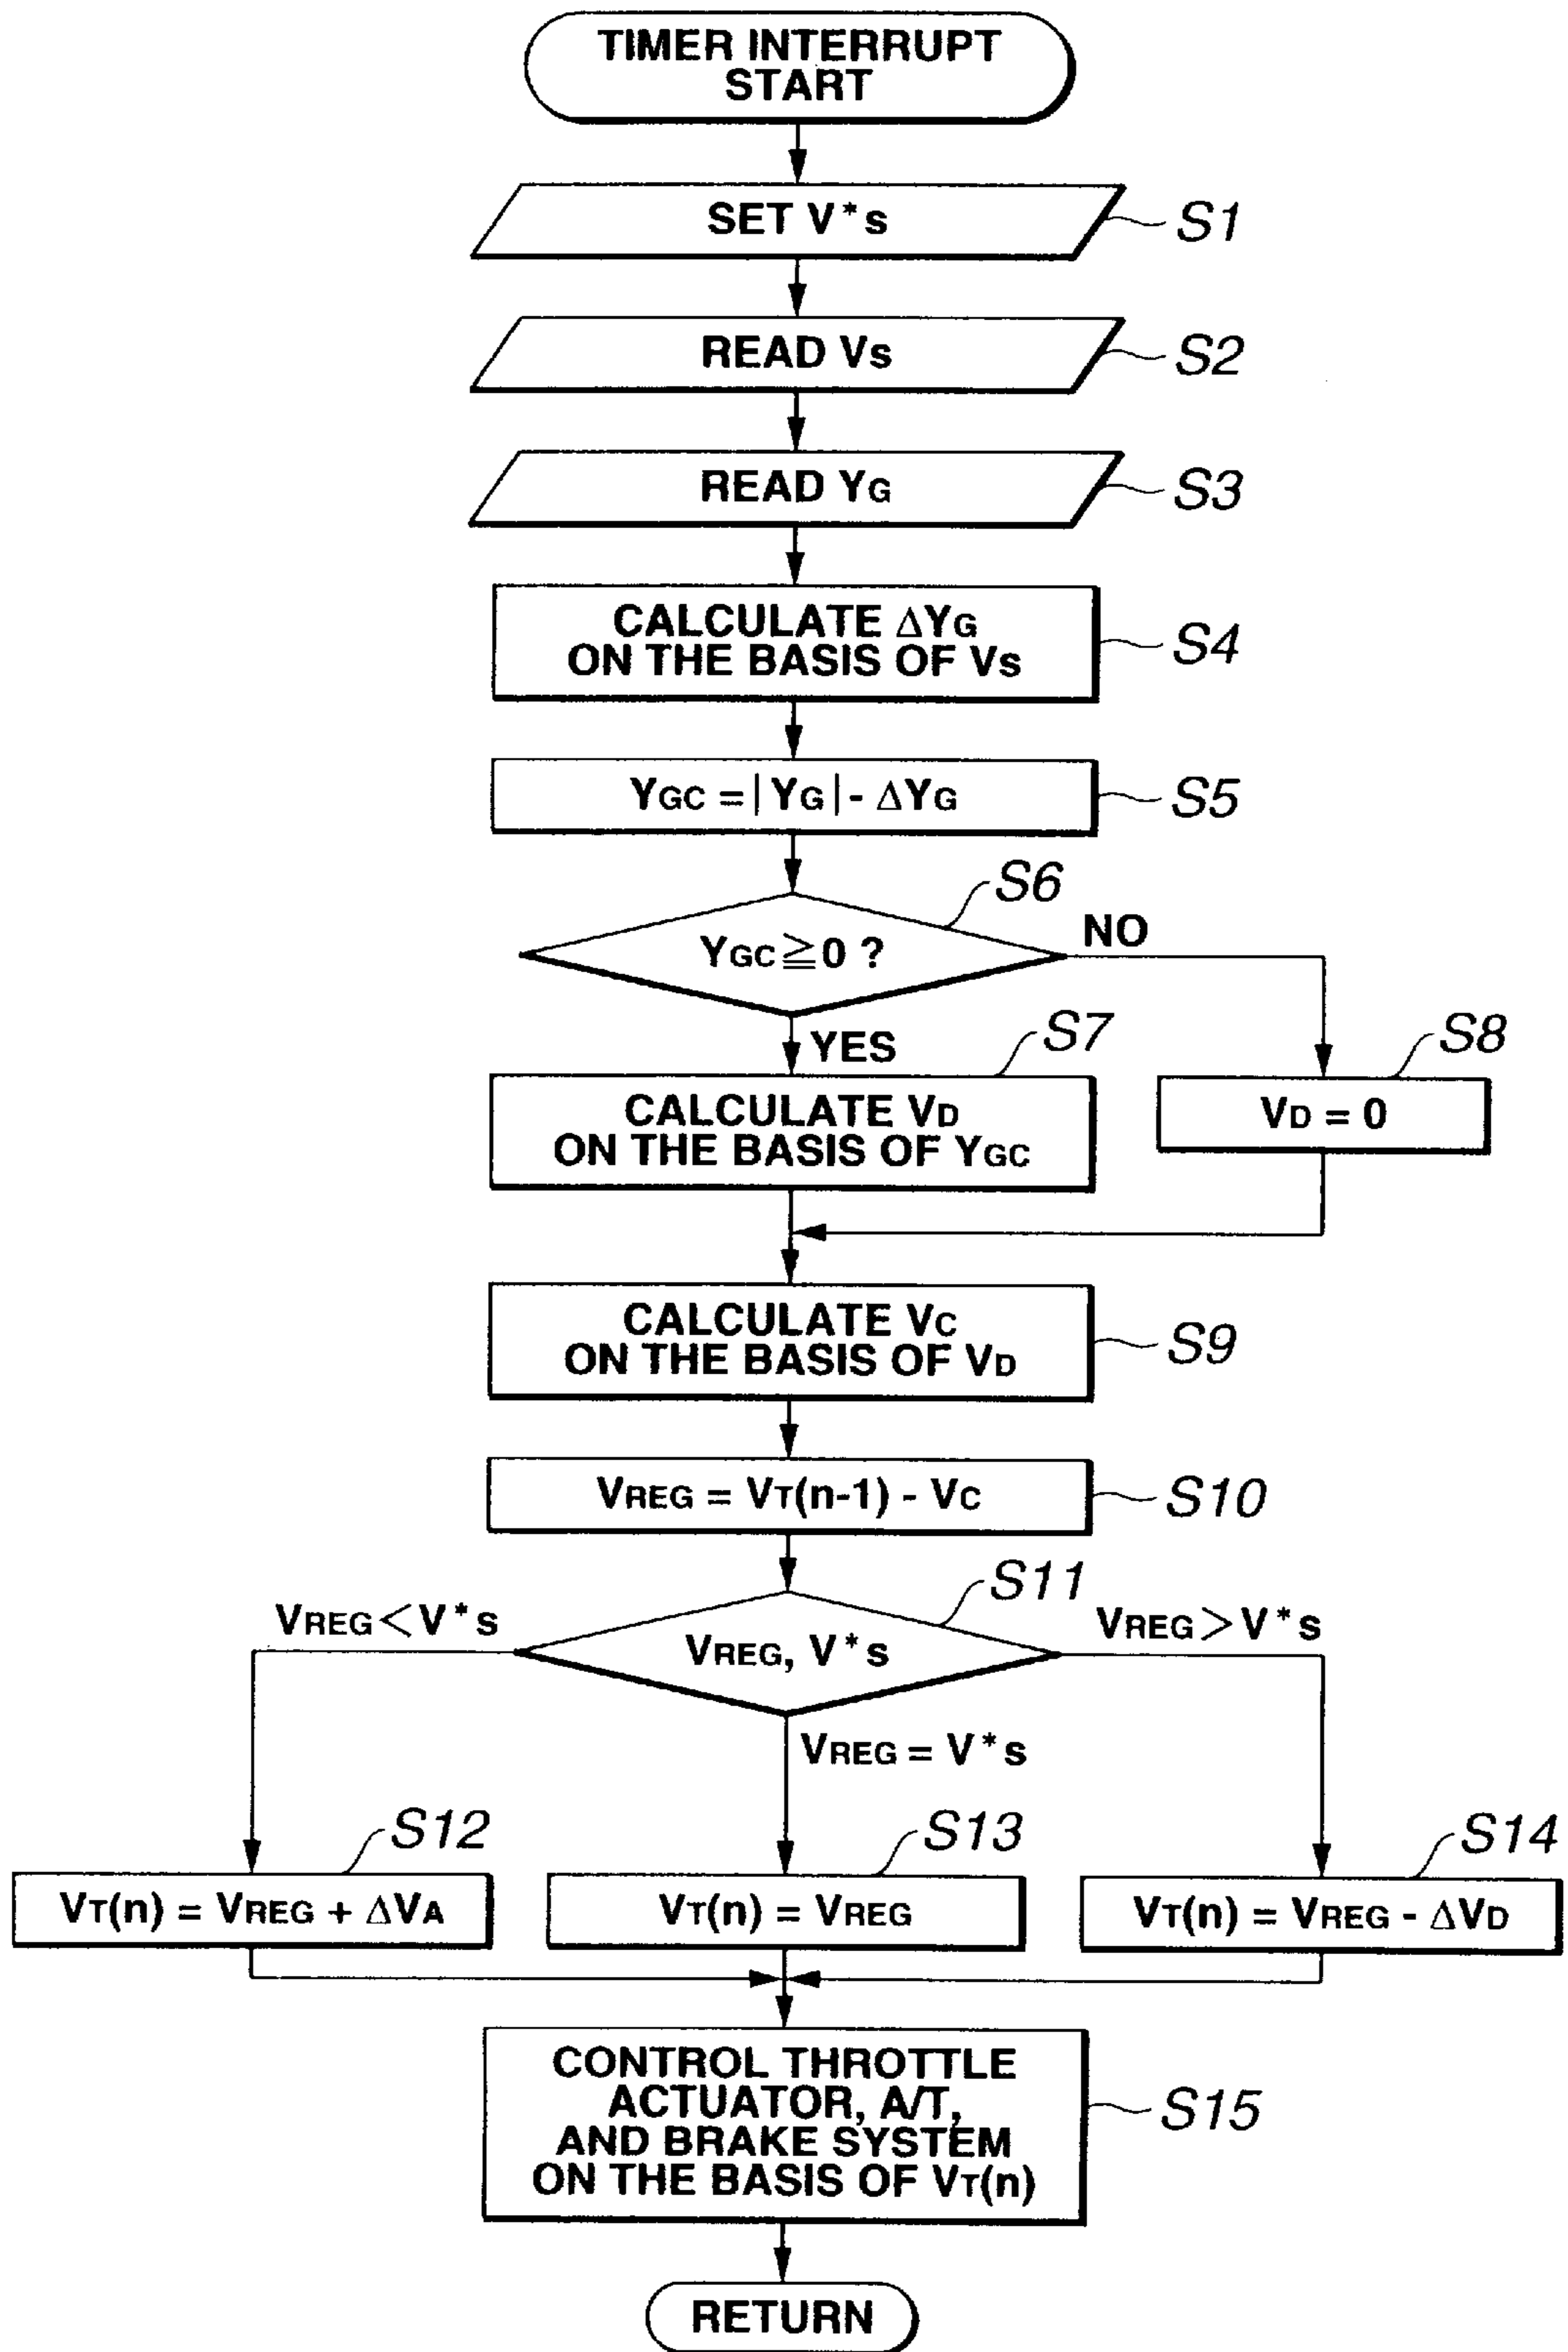 TIMER INTERRUPT
START
SET V*s
S1
READ Vs
S2
READ YG
S3
CALCULATE ΔYG
ON THE BASIS OF Vs
S4
YGC = |YG| - ΔYG
S5
S6
YGC ≧ 0 ?
NO
YES
S7
S8
CALCULATE VD
ON THE BASIS OF YGC
VD = 0
CALCULATE VC
ON THE BASIS OF VD
S9
VREG = VT(n-1) - VC
S10
S11
VREG < V*s
VREG, V*s
VREG > V*s
VREG = V*s
S12
S13
S14
VT(n) = VREG + ΔVA
VT(n) = VREG
VT(n) = VREG - ΔVD
CONTROL THROTTLE
ACTUATOR, A/T,
AND BRAKE SYSTEM
ON THE BASIS OF VT(n)
S15
RETURN